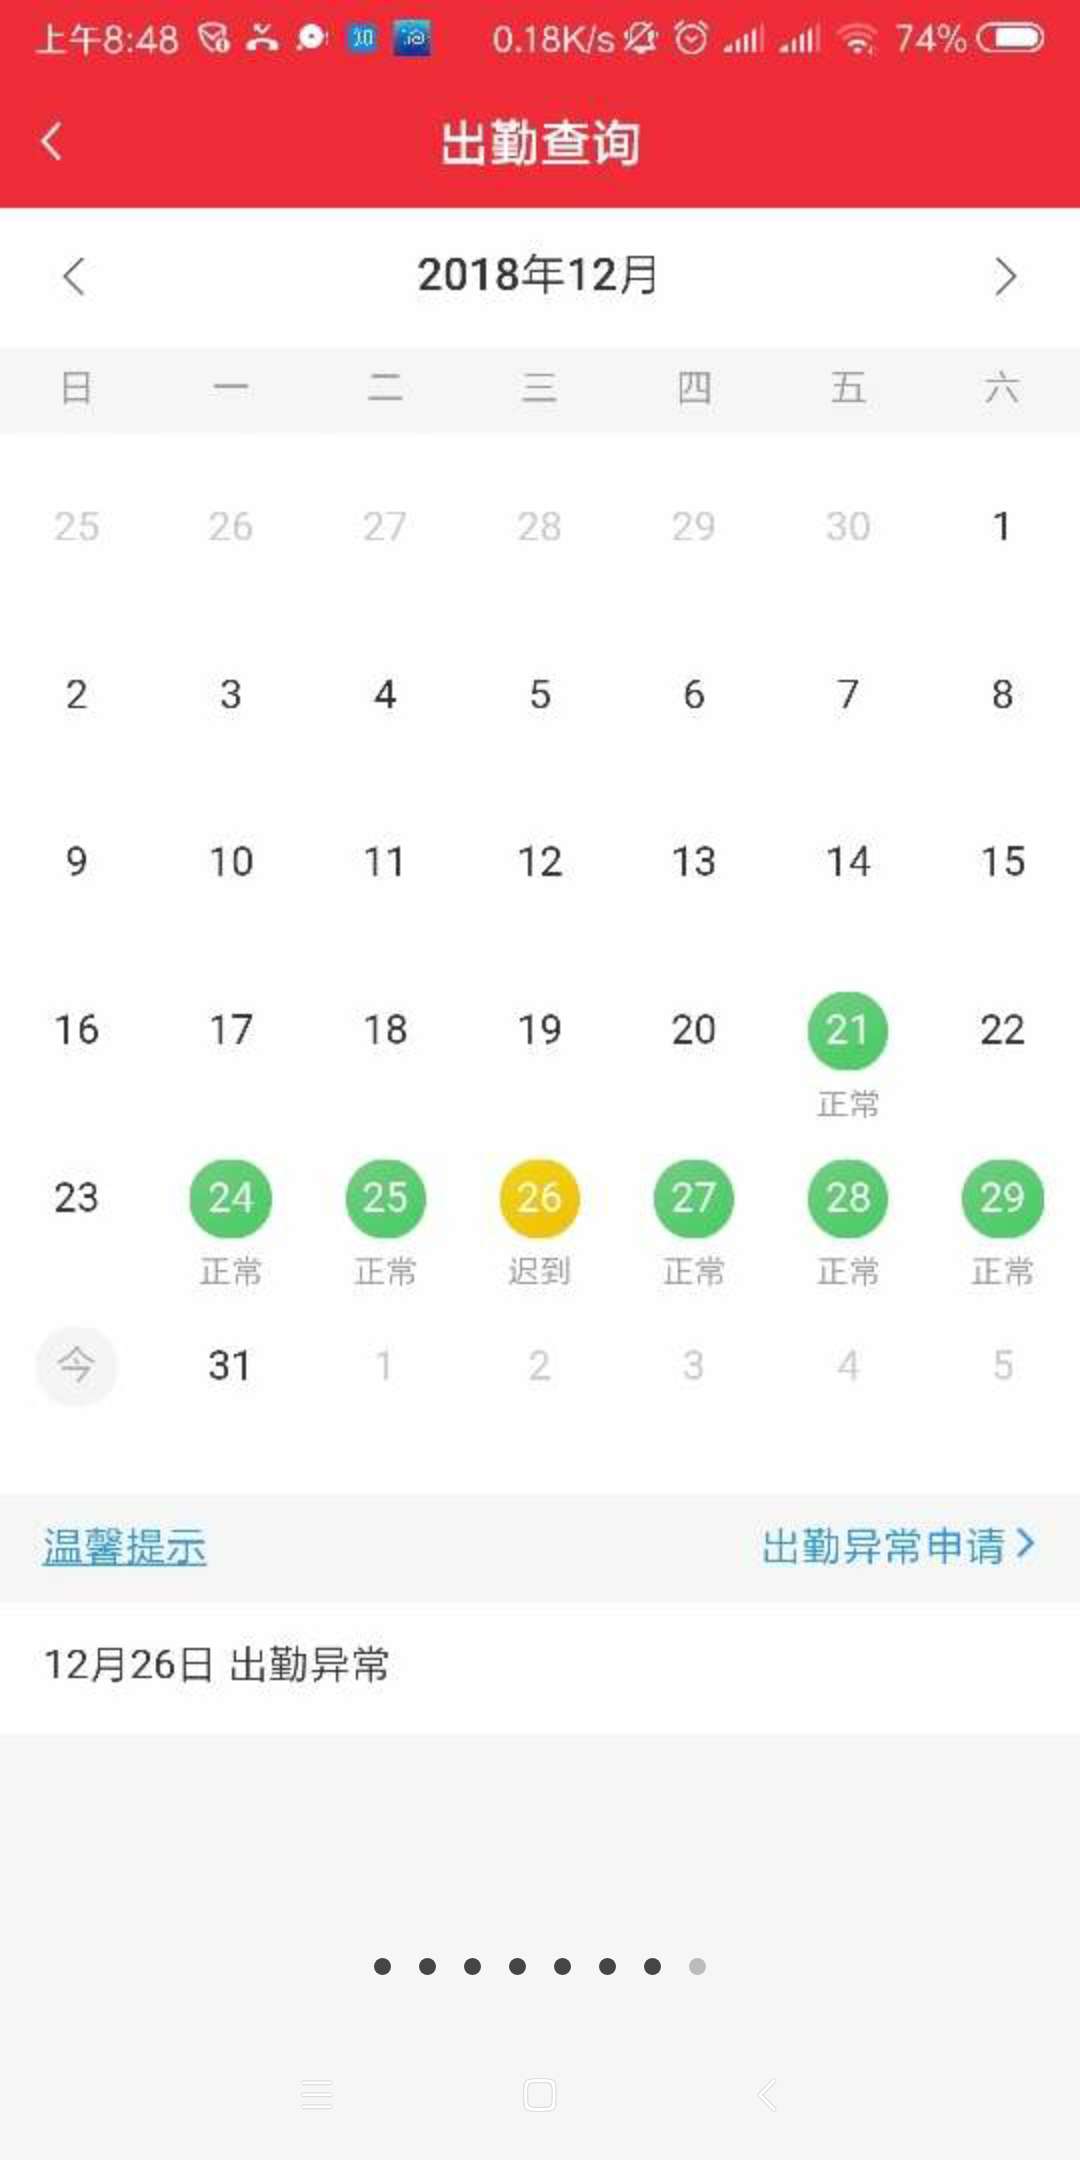 上午8:48 0.18K/s 74%
出勤查询
2018年12月
日 一 二 三 四 五 六
25 26 27 28 29 30 1
2 3 4 5 6 7 8
9 10 11 12 13 14 15
16 17 18 19 20 21 22
正常
23 24 25 26 27 28 29
正常 正常 迟到 正常 正常 正常
今 31 1 2 3 4 5
温馨提示 出勤异常申请
12月26日 出勤异常